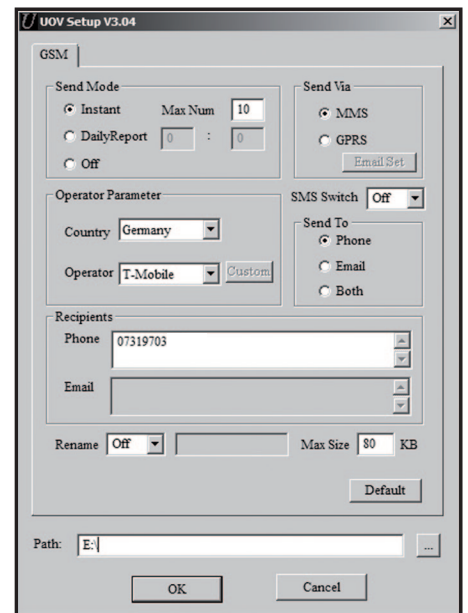 UOV Setup V3.04
GSM
Send Mode
Instant Max Num 10
DailyReport 0 : 0
Off
Send Via
MMS
GPRS
Email Set
Operator Parameter
Country Germany
Operator T-Mobile Custom
SMS Switch Off
Send To
Phone
Email
Both
Recipients
Phone 07319703
Email
Rename Off Max Size 80 KB
Default
Path: E:\ ...
OK Cancel